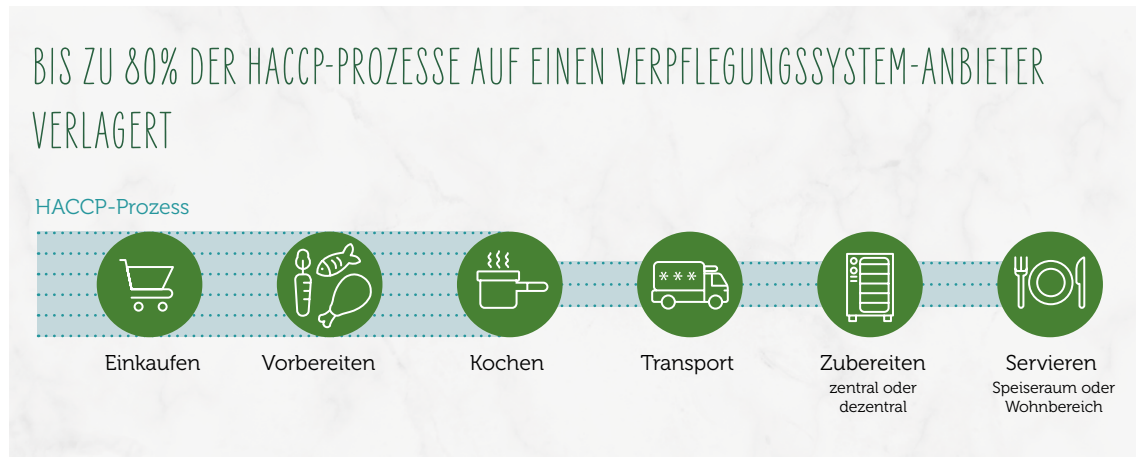 BIS ZU 80% DER HACCP-PROZESSE AUF EINEN VERPFLEGUNGSSYSTEM-ANBIETER
VERLAGERT
HACCP-Prozess
Einkaufen
Vorbereiten
Kochen
Transport
Zubereiten
zentral oder
dezentral
Servieren
Speiseraum oder
Wohnbereich